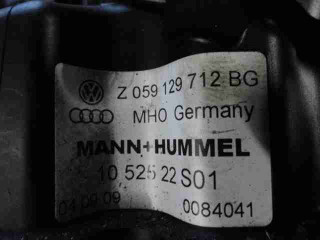 Z 059 129 712 BG
MHO Germany
MANN+HUMMEL
10 525 22 S01
04 09 09
0084041